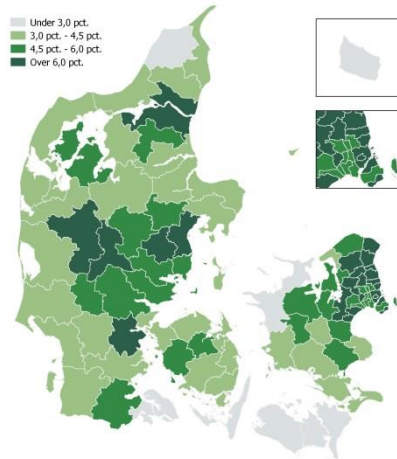 Under 3,0 pct.
3,0 pct. - 4,5 pct.
4,5 pct. - 6,0 pct.
Over 6,0 pct.